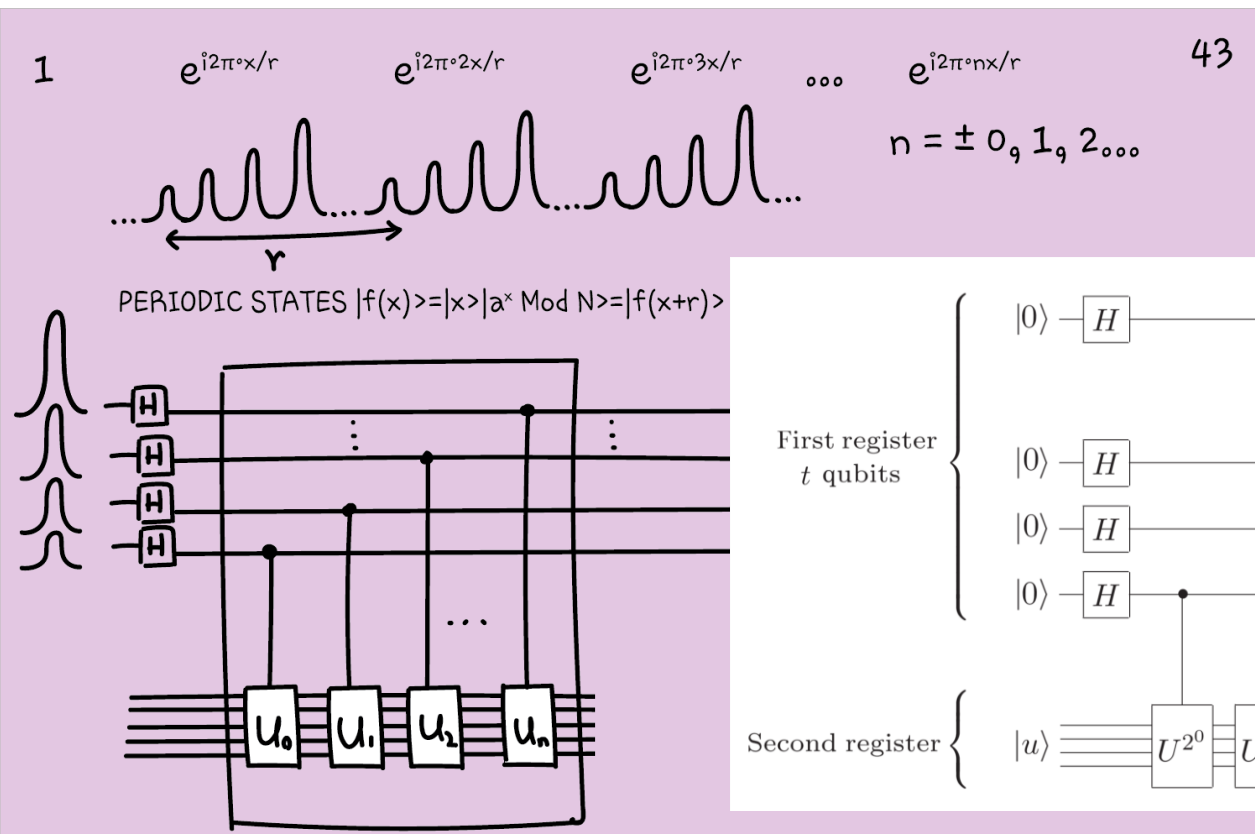 1 e^{i2π∘x/r} e^{i2π∘2x/r} e^{i2π∘3x/r} ∘∘∘ e^{i2π∘nx/r} 43
n = ± 0, 1, 2...
.... .... .... ...
r
PERIODIC STATES |f(x)>=|x>|a^x Mod N>=|f(x+r)>
H
H
H
H
...
U₀ U₁ U₂ Uₙ
First register
t qubits
|0⟩ H
|0⟩ H
|0⟩ H
|0⟩ H
Second register |u⟩ U^{2^0} U